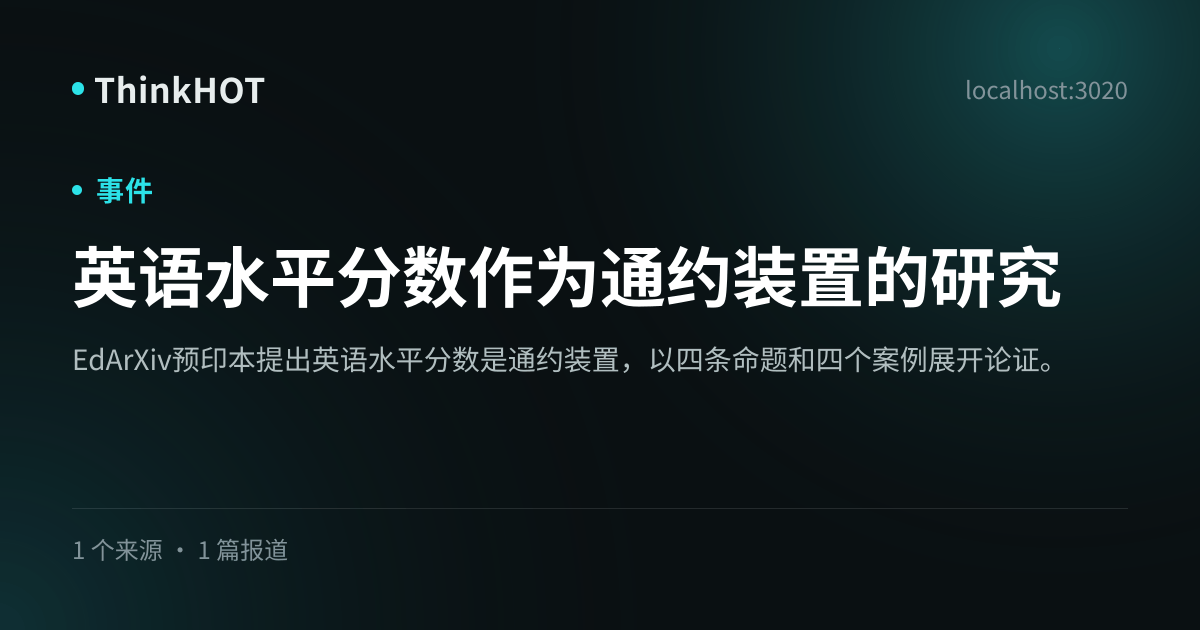 ThinkHOT
localhost:3020
事件
英语水平分数作为通约装置的研究
EdArXiv预印本提出英语水平分数是通约装置，以四条命题和四个案例展开论证。
1 个来源 · 1 篇报道